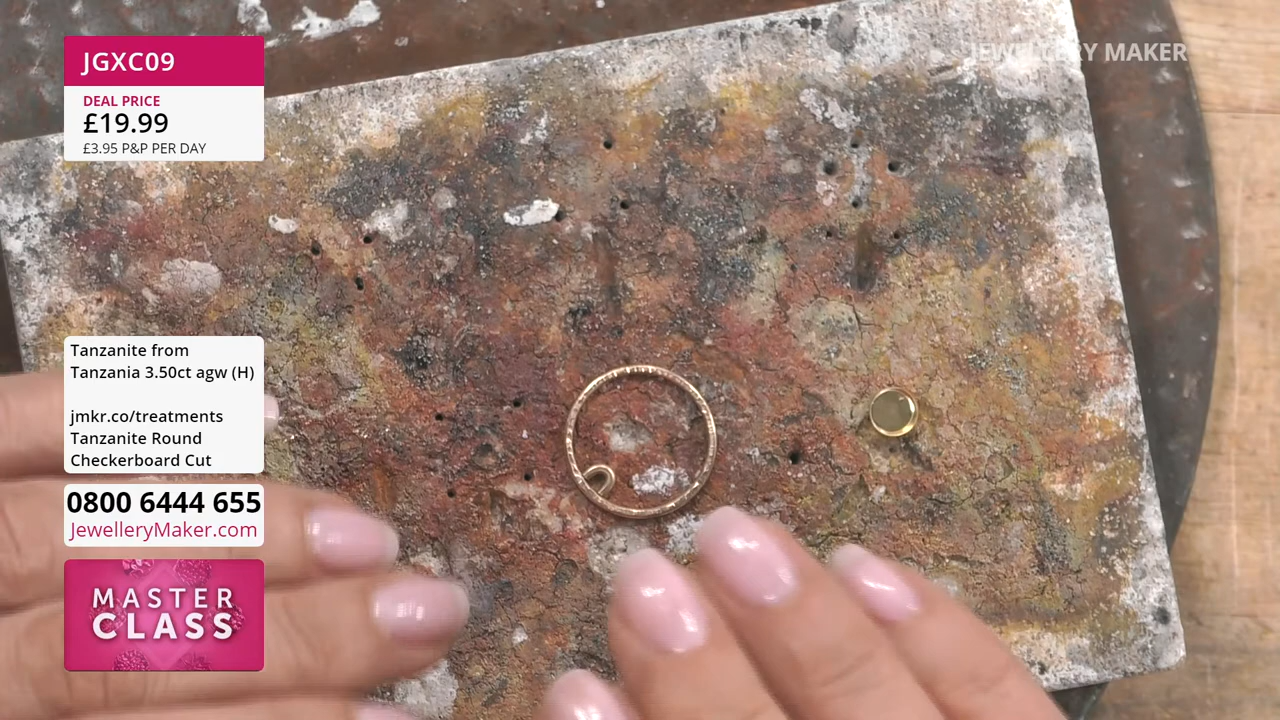 JGXC09
DEAL PRICE
£19.99
£3.95 P&P PER DAY
JEWELLERY MAKER
Tanzanite from
Tanzania 3.50ct agw (H)
jmkr.co/treatments
Tanzanite Round
Checkerboard Cut
0800 6444 655
JewelleryMaker.com
MASTER
CLASS